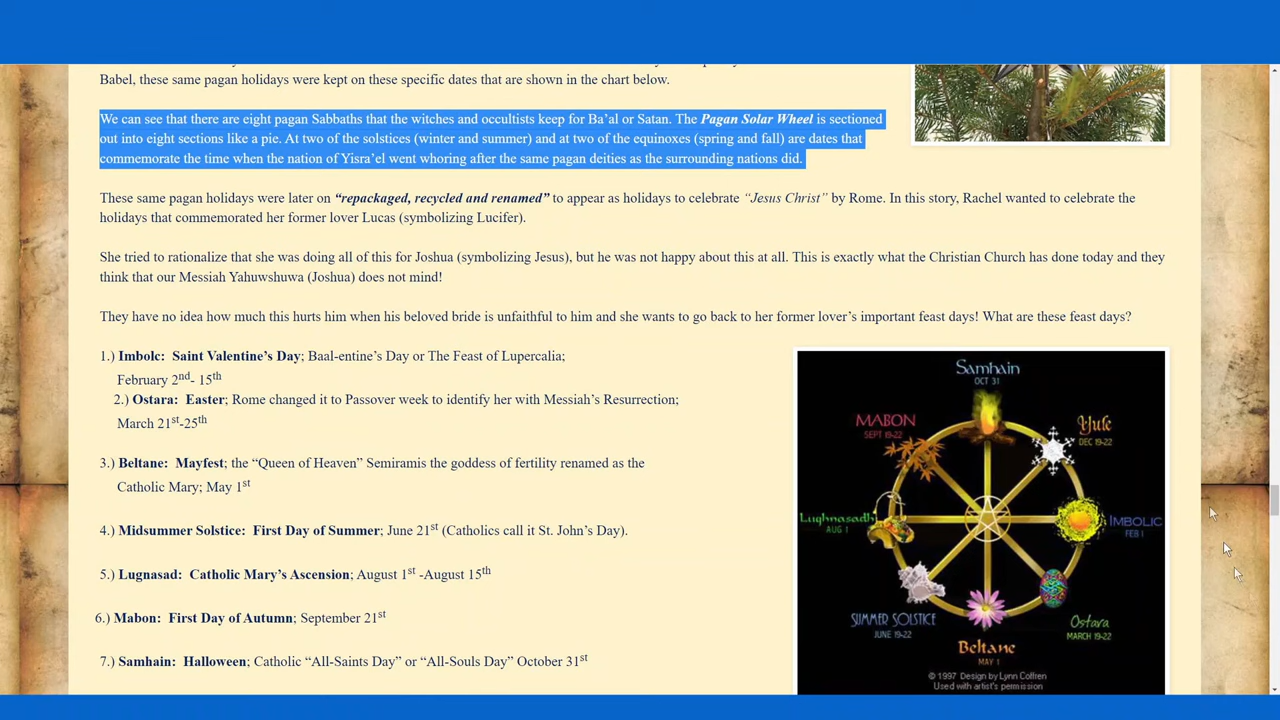 Babel, these same pagan holidays were kept on these specific dates that are shown in the chart below.
We can see that there are eight pagan Sabbaths that the witches and occultists keep for Ba’al or Satan. The Pagan Solar Wheel is sectioned
out into eight sections like a pie. At two of the solstices (winter and summer) and at two of the equinoxes (spring and fall) are dates that
commemorate the time when the nation of Yisra’el went whoring after the same pagan deities as the surrounding nations did.
These same pagan holidays were later on “repackaged, recycled and renamed” to appear as holidays to celebrate “Jesus Christ” by Rome. In this story, Rachel wanted to celebrate the
holidays that commemorated her former lover Lucas (symbolizing Lucifer).
She tried to rationalize that she was doing all of this for Joshua (symbolizing Jesus), but he was not happy about this at all. This is exactly what the Christian Church has done today and they
think that our Messiah Yahuwshuwa (Joshua) does not mind!
They have no idea how much this hurts him when his beloved bride is unfaithful to him and she wants to go back to her former lover’s important feast days! What are these feast days?
1.) Imbolc: Saint Valentine’s Day; Baal-entine’s Day or The Feast of Lupercalia;
February 2nd- 15th
2.) Ostara: Easter; Rome changed it to Passover week to identify her with Messiah’s Resurrection;
March 21st-25th
3.) Beltane: Mayfest; the “Queen of Heaven” Semiramis the goddess of fertility renamed as the
Catholic Mary; May 1st
4.) Midsummer Solstice: First Day of Summer; June 21st (Catholics call it St. John’s Day).
5.) Lugnasad: Catholic Mary’s Ascension; August 1st -August 15th
6.) Mabon: First Day of Autumn; September 21st
7.) Samhain: Halloween; Catholic “All-Saints Day” or “All-Souls Day” October 31st
Samhain
OCT 31
MABON
SEPT 19-22
Yule
DEC 19-22
Lughnasadh
AUG 1
IMBOLIC
FEB 1
SUMMER SOLSTICE
JUNE 19-22
Ostara
MARCH 19-22
Beltane
MAY 1
© 1997 Design by Lynn Coffren
Used with artist's permission